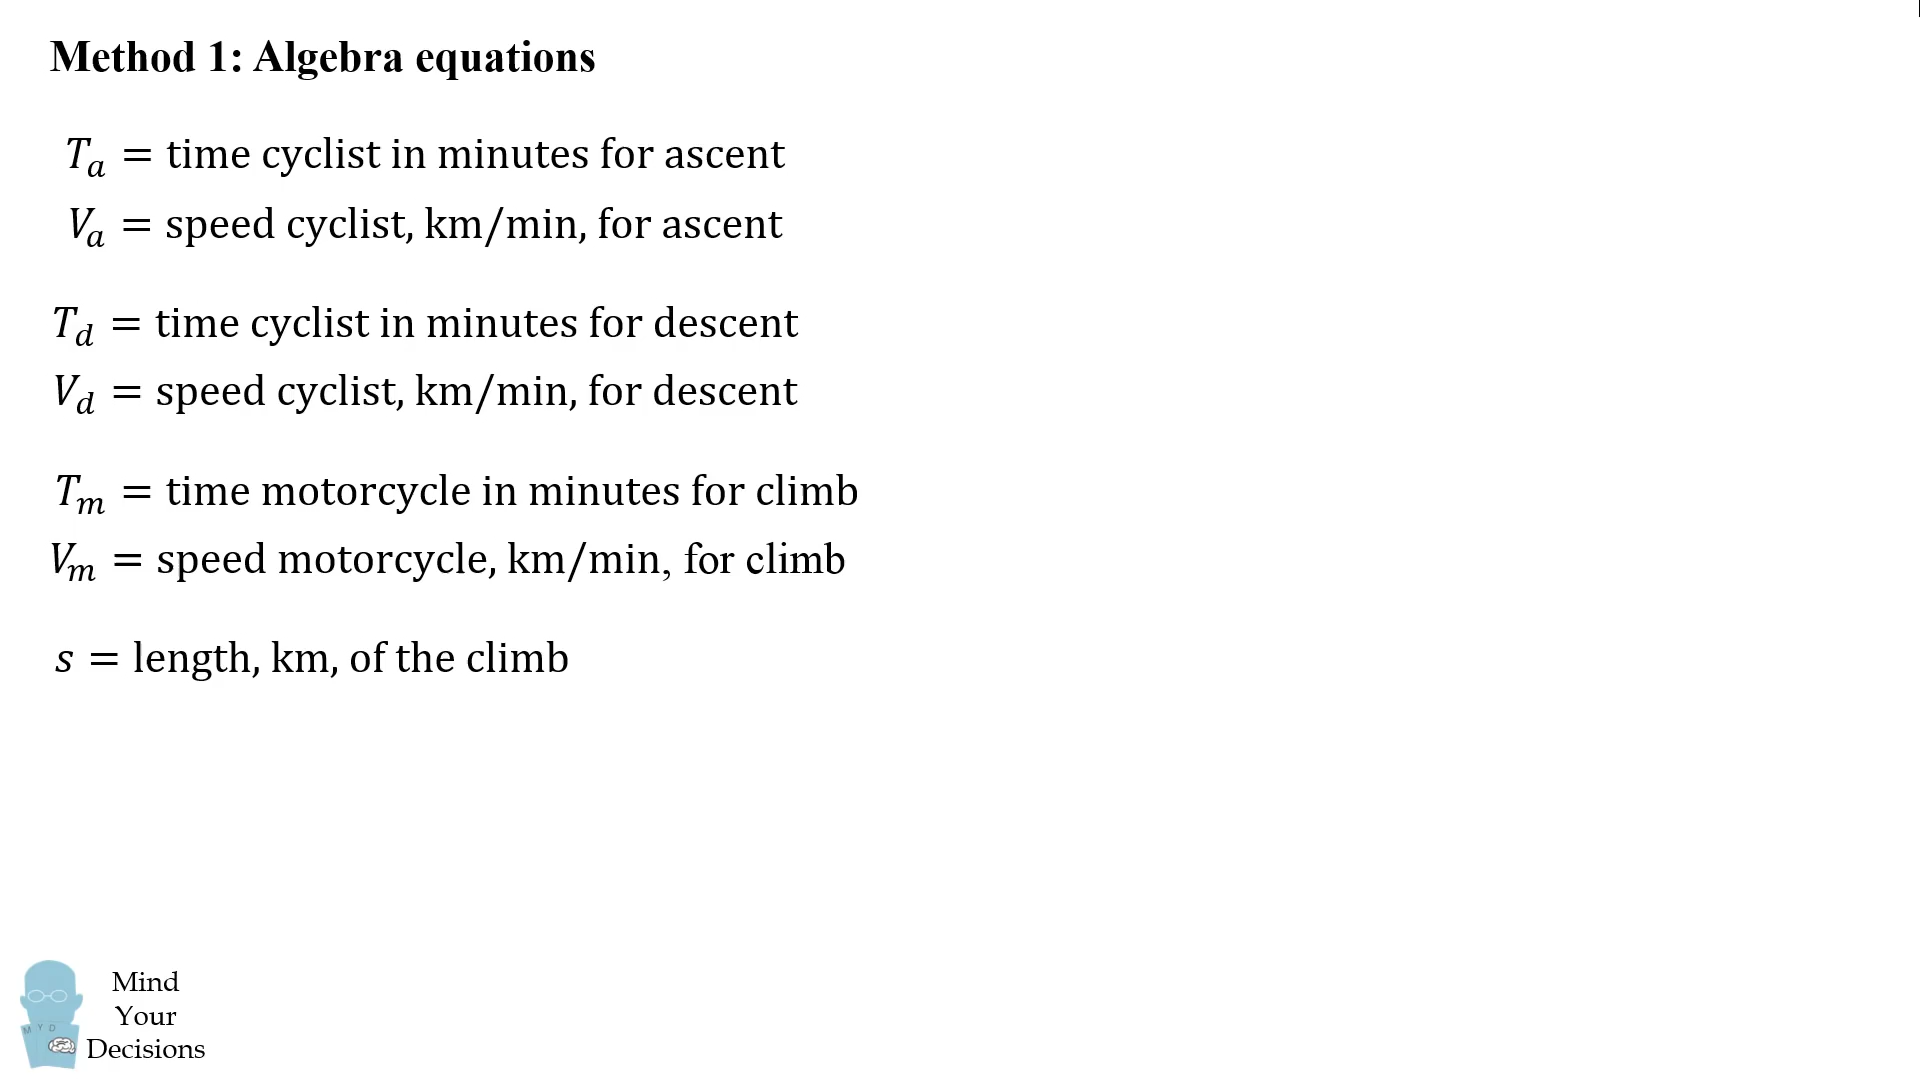 Method 1: Algebra equations
Tₐ = time cyclist in minutes for ascent
Vₐ = speed cyclist, km/min, for ascent
T_d = time cyclist in minutes for descent
V_d = speed cyclist, km/min, for descent
Tₘ = time motorcycle in minutes for climb
Vₘ = speed motorcycle, km/min, for climb
s = length, km, of the climb
Mind
Your
Decisions
M Y D